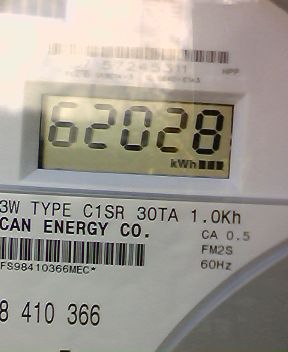 62028
kWh
3W TYPE C1SR 30TA 1.0Kh
CAN ENERGY CO.
CA 0.5
FM2S
60Hz
FS98410366MEC*
8 410 366